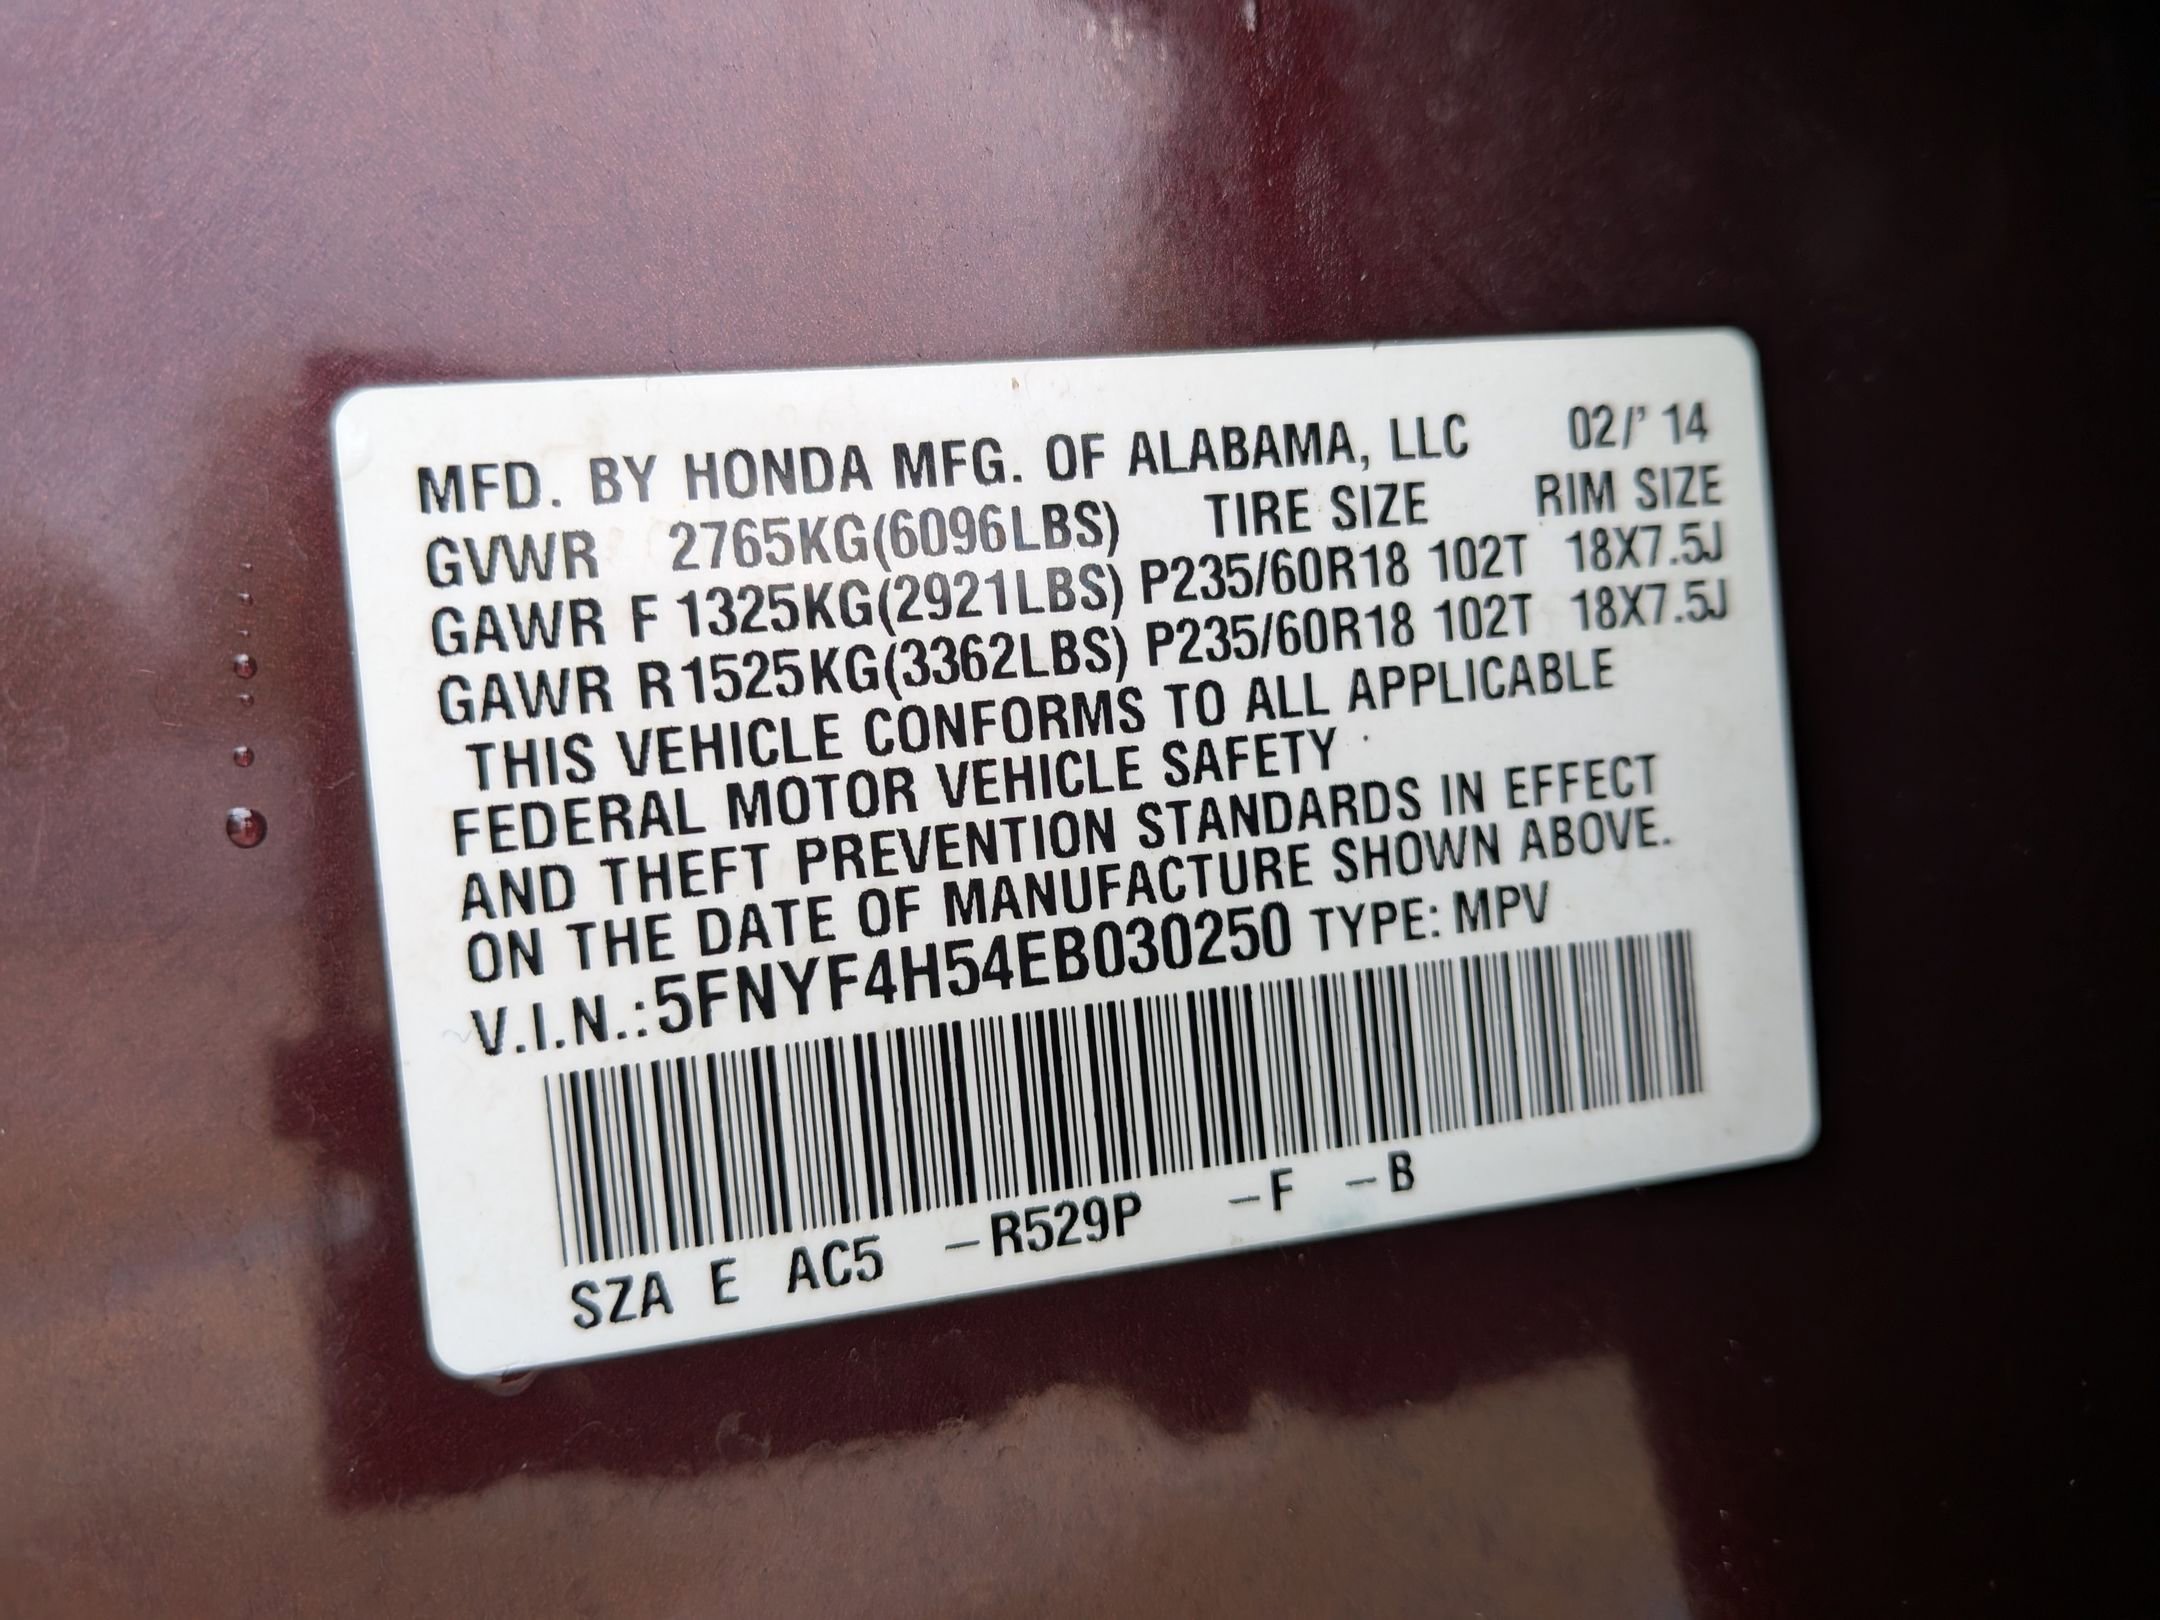 MFD. BY HONDA MFG. OF ALABAMA, LLC 02/' 14
GVWR 2765KG(6096LBS) TIRE SIZE RIM SIZE
GAWR F 1325KG(2921LBS) P235/60R18 102T 18X7.5J
GAWR R 1525KG(3362LBS) P235/60R18 102T 18X7.5J
THIS VEHICLE CONFORMS TO ALL APPLICABLE
FEDERAL MOTOR VEHICLE SAFETY
AND THEFT PREVENTION STANDARDS IN EFFECT
ON THE DATE OF MANUFACTURE SHOWN ABOVE.
V.I.N.:5FNYF4H54EB030250 TYPE: MPV
SZA E AC5 –R529P –F –B